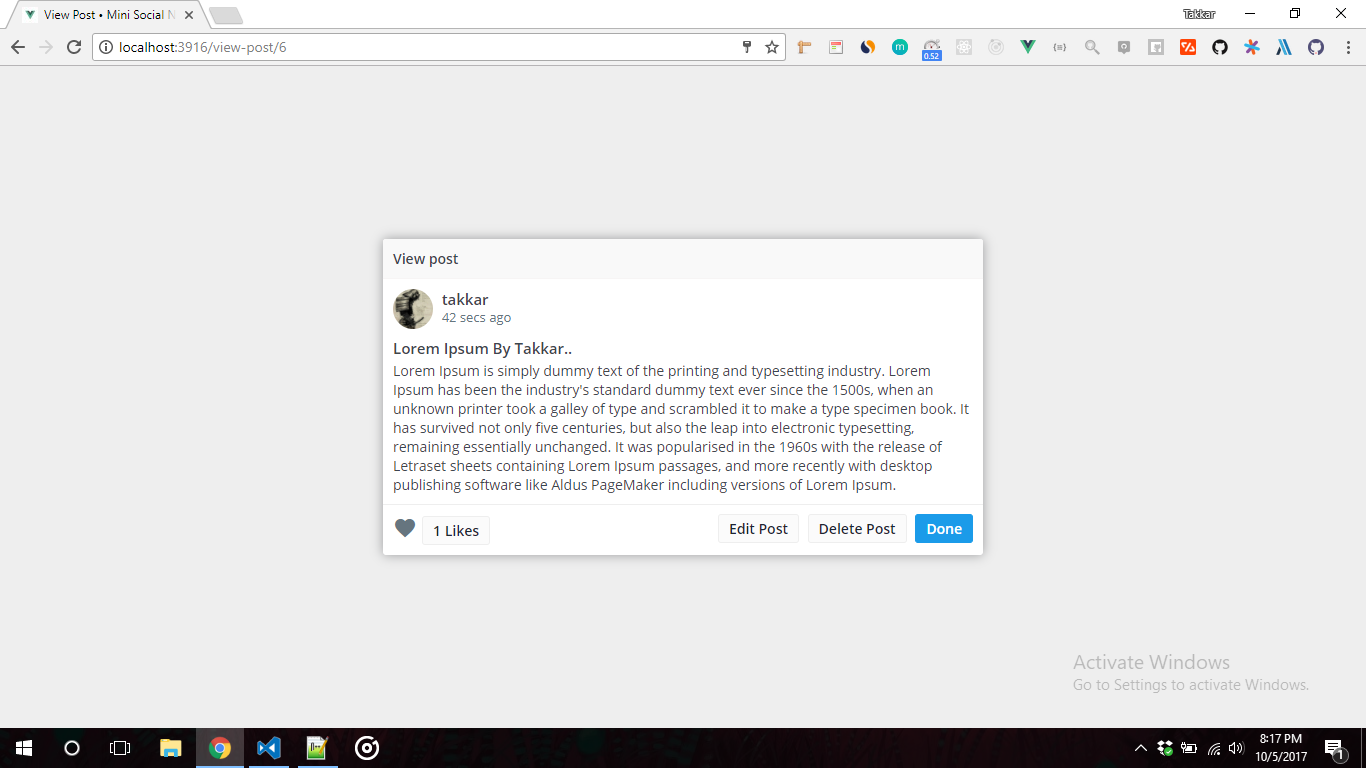 View Post • Mini Social N
Takkar
localhost:3916/view-post/6
0.52
View post
takkar
42 secs ago
Lorem Ipsum By Takkar..
Lorem Ipsum is simply dummy text of the printing and typesetting industry. Lorem
Ipsum has been the industry's standard dummy text ever since the 1500s, when an
unknown printer took a galley of type and scrambled it to make a type specimen book. It
has survived not only five centuries, but also the leap into electronic typesetting,
remaining essentially unchanged. It was popularised in the 1960s with the release of
Letraset sheets containing Lorem Ipsum passages, and more recently with desktop
publishing software like Aldus PageMaker including versions of Lorem Ipsum.
1 Likes
Edit Post
Delete Post
Done
Activate Windows
Go to Settings to activate Windows.
8:17 PM
10/5/2017
1